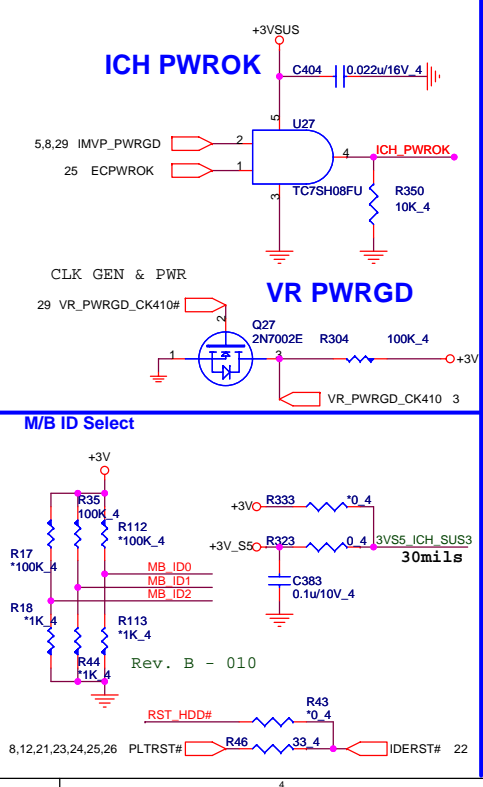 +3VSUS
ICH PWROK
C404 0.022u/16V_4
5
U27
5,8,29 IMVP_PWRGD 2
4 ICH_PWROK
25 ECPWROK 1
3
TC7SH08FU
R350
10K_4
CLK GEN & PWR
VR PWRGD
29 VR_PWRGD_CK410#
2
Q27
2N7002E
R304 100K_4
1
3
+3V
VR_PWRGD_CK410 3
M/B ID Select
+3V
R35
100K_4
R112
*100K_4
R17
*100K_4
MB_ID0
MB_ID1
MB_ID2
R18
*1K_4
R113
*1K_4
R44
*1K_4
Rev. B - 010
+3V R333 *0_4
+3V_S5 R323 0_4 3VS5_ICH_SUS3
30mils
C383
0.1u/10V_4
R43
*0_4
RST_HDD#
8,12,21,23,24,25,26 PLTRST# R46 33_4 IDERST# 22
4